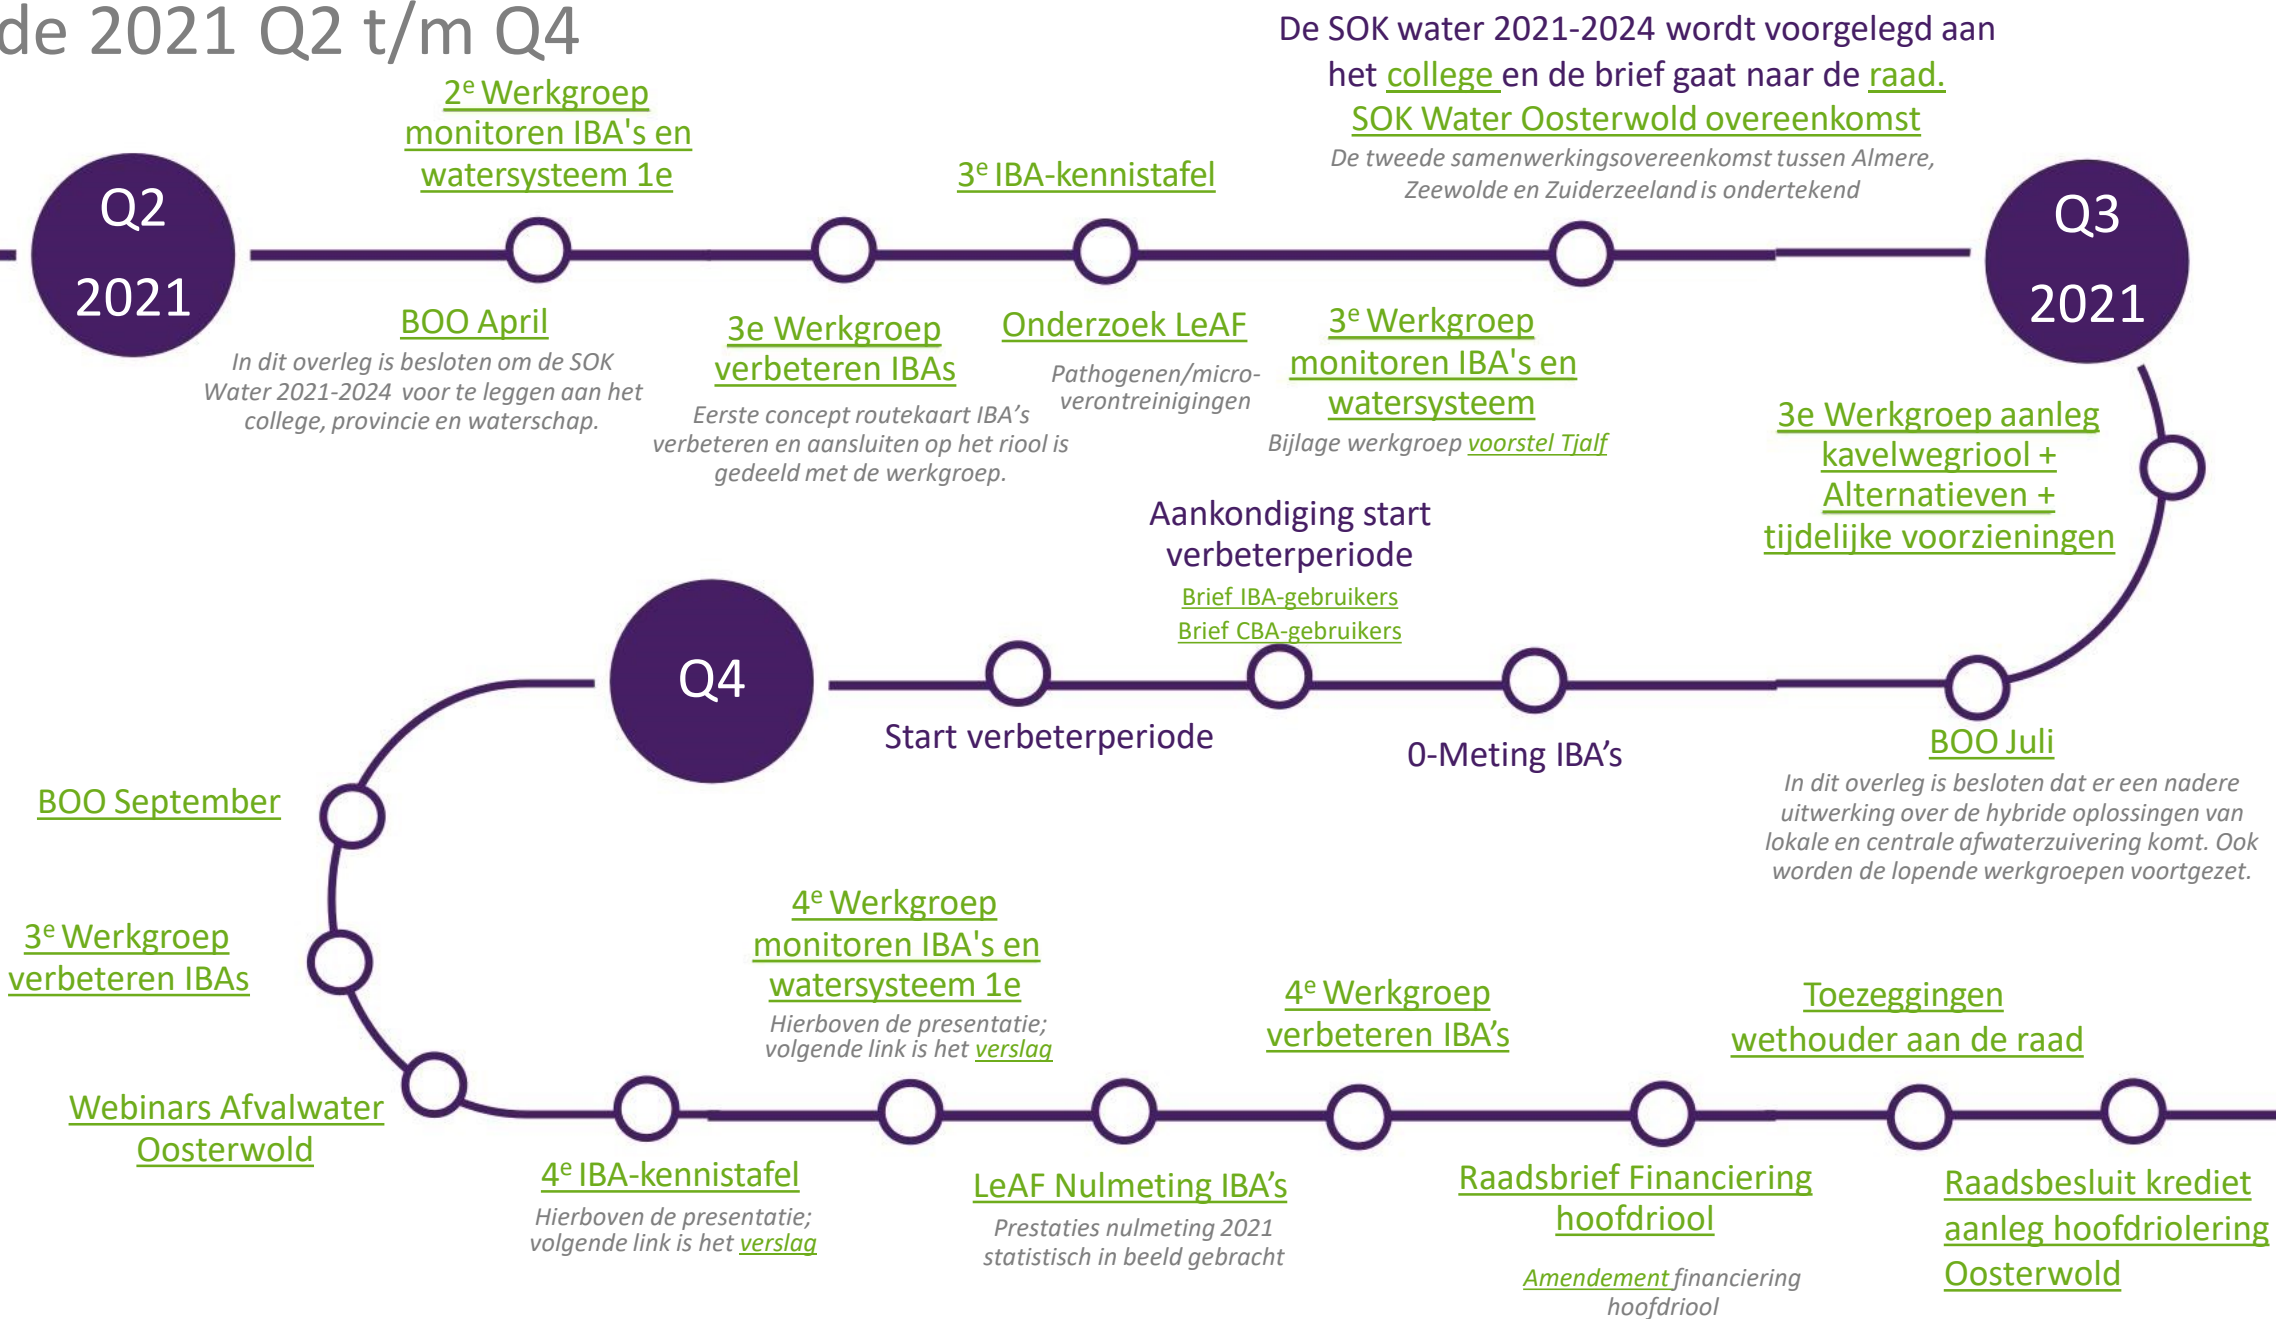 de 2021 Q2 t/m Q4
De SOK water 2021-2024 wordt voorgelegd aan
het college en de brief gaat naar de raad.
SOK Water Oosterwold overeenkomst
De tweede samenwerkingsovereenkomst tussen Almere,
Zeewolde en Zuiderzeeland is ondertekend
2e Werkgroep
monitoren IBA's en
watersysteem 1e
3e IBA-kennistafel
Q2
2021
Q3
2021
BOO April
In dit overleg is besloten om de SOK
Water 2021-2024 voor te leggen aan het
college, provincie en waterschap.
3e Werkgroep
verbeteren IBAs
Eerste concept routekaart IBA’s
verbeteren en aansluiten op het riool is
gedeeld met de werkgroep.
Onderzoek LeAF
Pathogenen/micro-
verontreinigingen
3e Werkgroep
monitoren IBA's en
watersysteem
Bijlage werkgroep voorstel Tjalf
3e Werkgroep aanleg
kavelwegriool +
Alternatieven +
tijdelijke voorzieningen
Aankondiging start
verbeterperiode
Brief IBA-gebruikers
Brief CBA-gebruikers
Q4
Start verbeterperiode
0-Meting IBA’s
BOO Juli
In dit overleg is besloten dat er een nadere
uitwerking over de hybride oplossingen van
lokale en centrale afwaterzuivering komt. Ook
worden de lopende werkgroepen voortgezet.
BOO September
3e Werkgroep
verbeteren IBAs
Webinars Afvalwater
Oosterwold
4e IBA-kennistafel
Hierboven de presentatie;
volgende link is het verslag
4e Werkgroep
monitoren IBA's en
watersysteem 1e
Hierboven de presentatie;
volgende link is het verslag
LeAF Nulmeting IBA’s
Prestaties nulmeting 2021
statistisch in beeld gebracht
4e Werkgroep
verbeteren IBA’s
Raadsbrief Financiering
hoofdriool
Amendement financiering
hoofdriool
Toezeggingen
wethouder aan de raad
Raadsbesluit krediet
aanleg hoofdriolering
Oosterwold